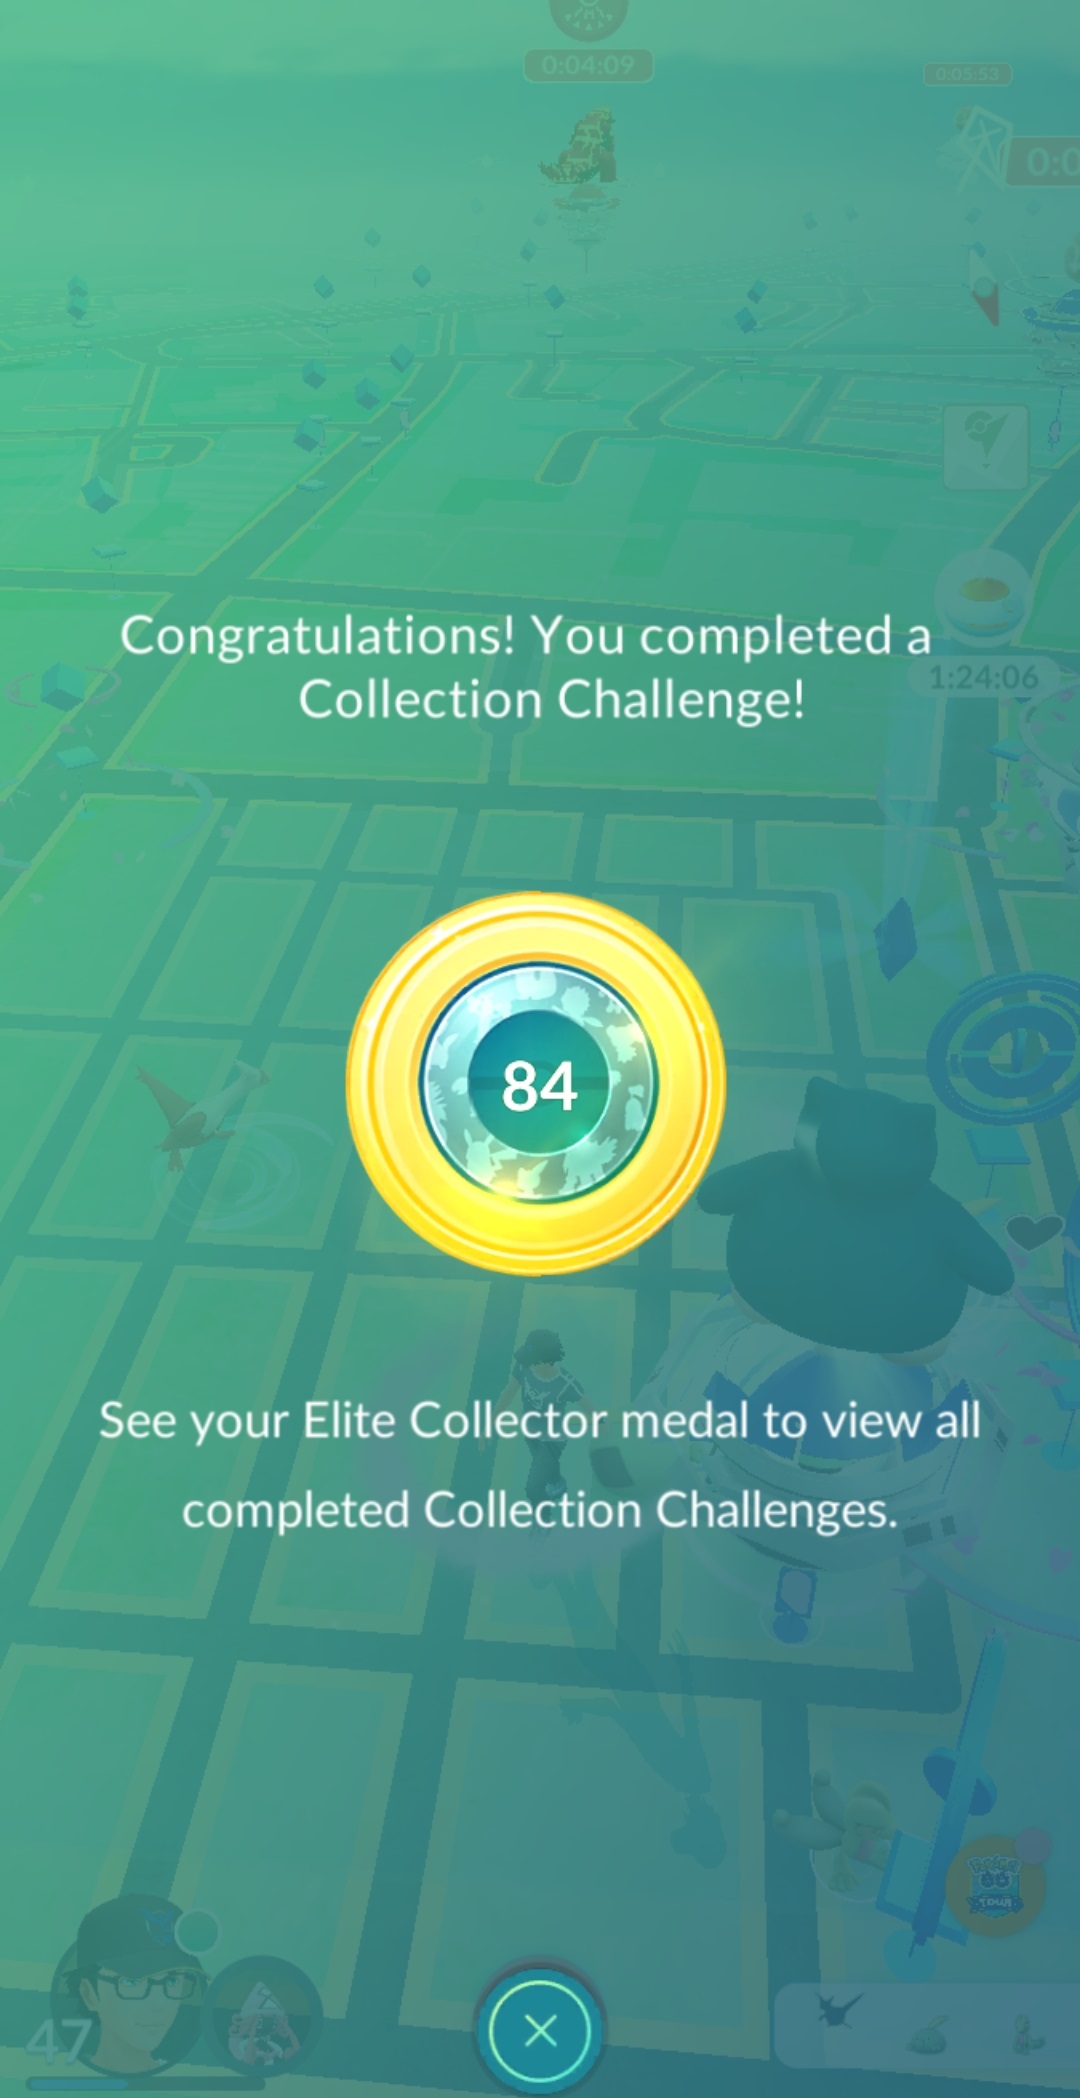 0:04:09
0:05:53
0:0
Congratulations! You completed a
Collection Challenge!
1:24:06
84
See your Elite Collector medal to view all
completed Collection Challenges.
TOUR
47